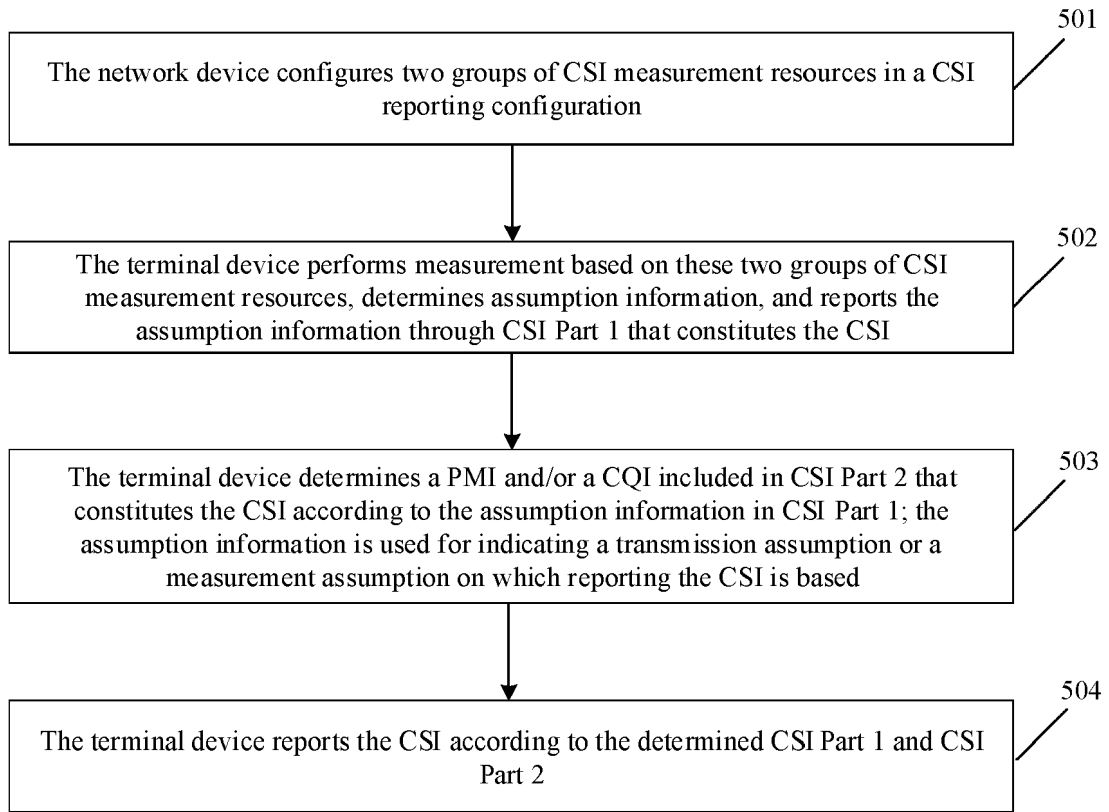 501
The network device configures two groups of CSI measurement resources in a CSI
reporting configuration
502
The terminal device performs measurement based on these two groups of CSI
measurement resources, determines assumption information, and reports the
assumption information through CSI Part 1 that constitutes the CSI
503
The terminal device determines a PMI and/or a CQI included in CSI Part 2 that
constitutes the CSI according to the assumption information in CSI Part 1; the
assumption information is used for indicating a transmission assumption or a
measurement assumption on which reporting the CSI is based
504
The terminal device reports the CSI according to the determined CSI Part 1 and CSI
Part 2